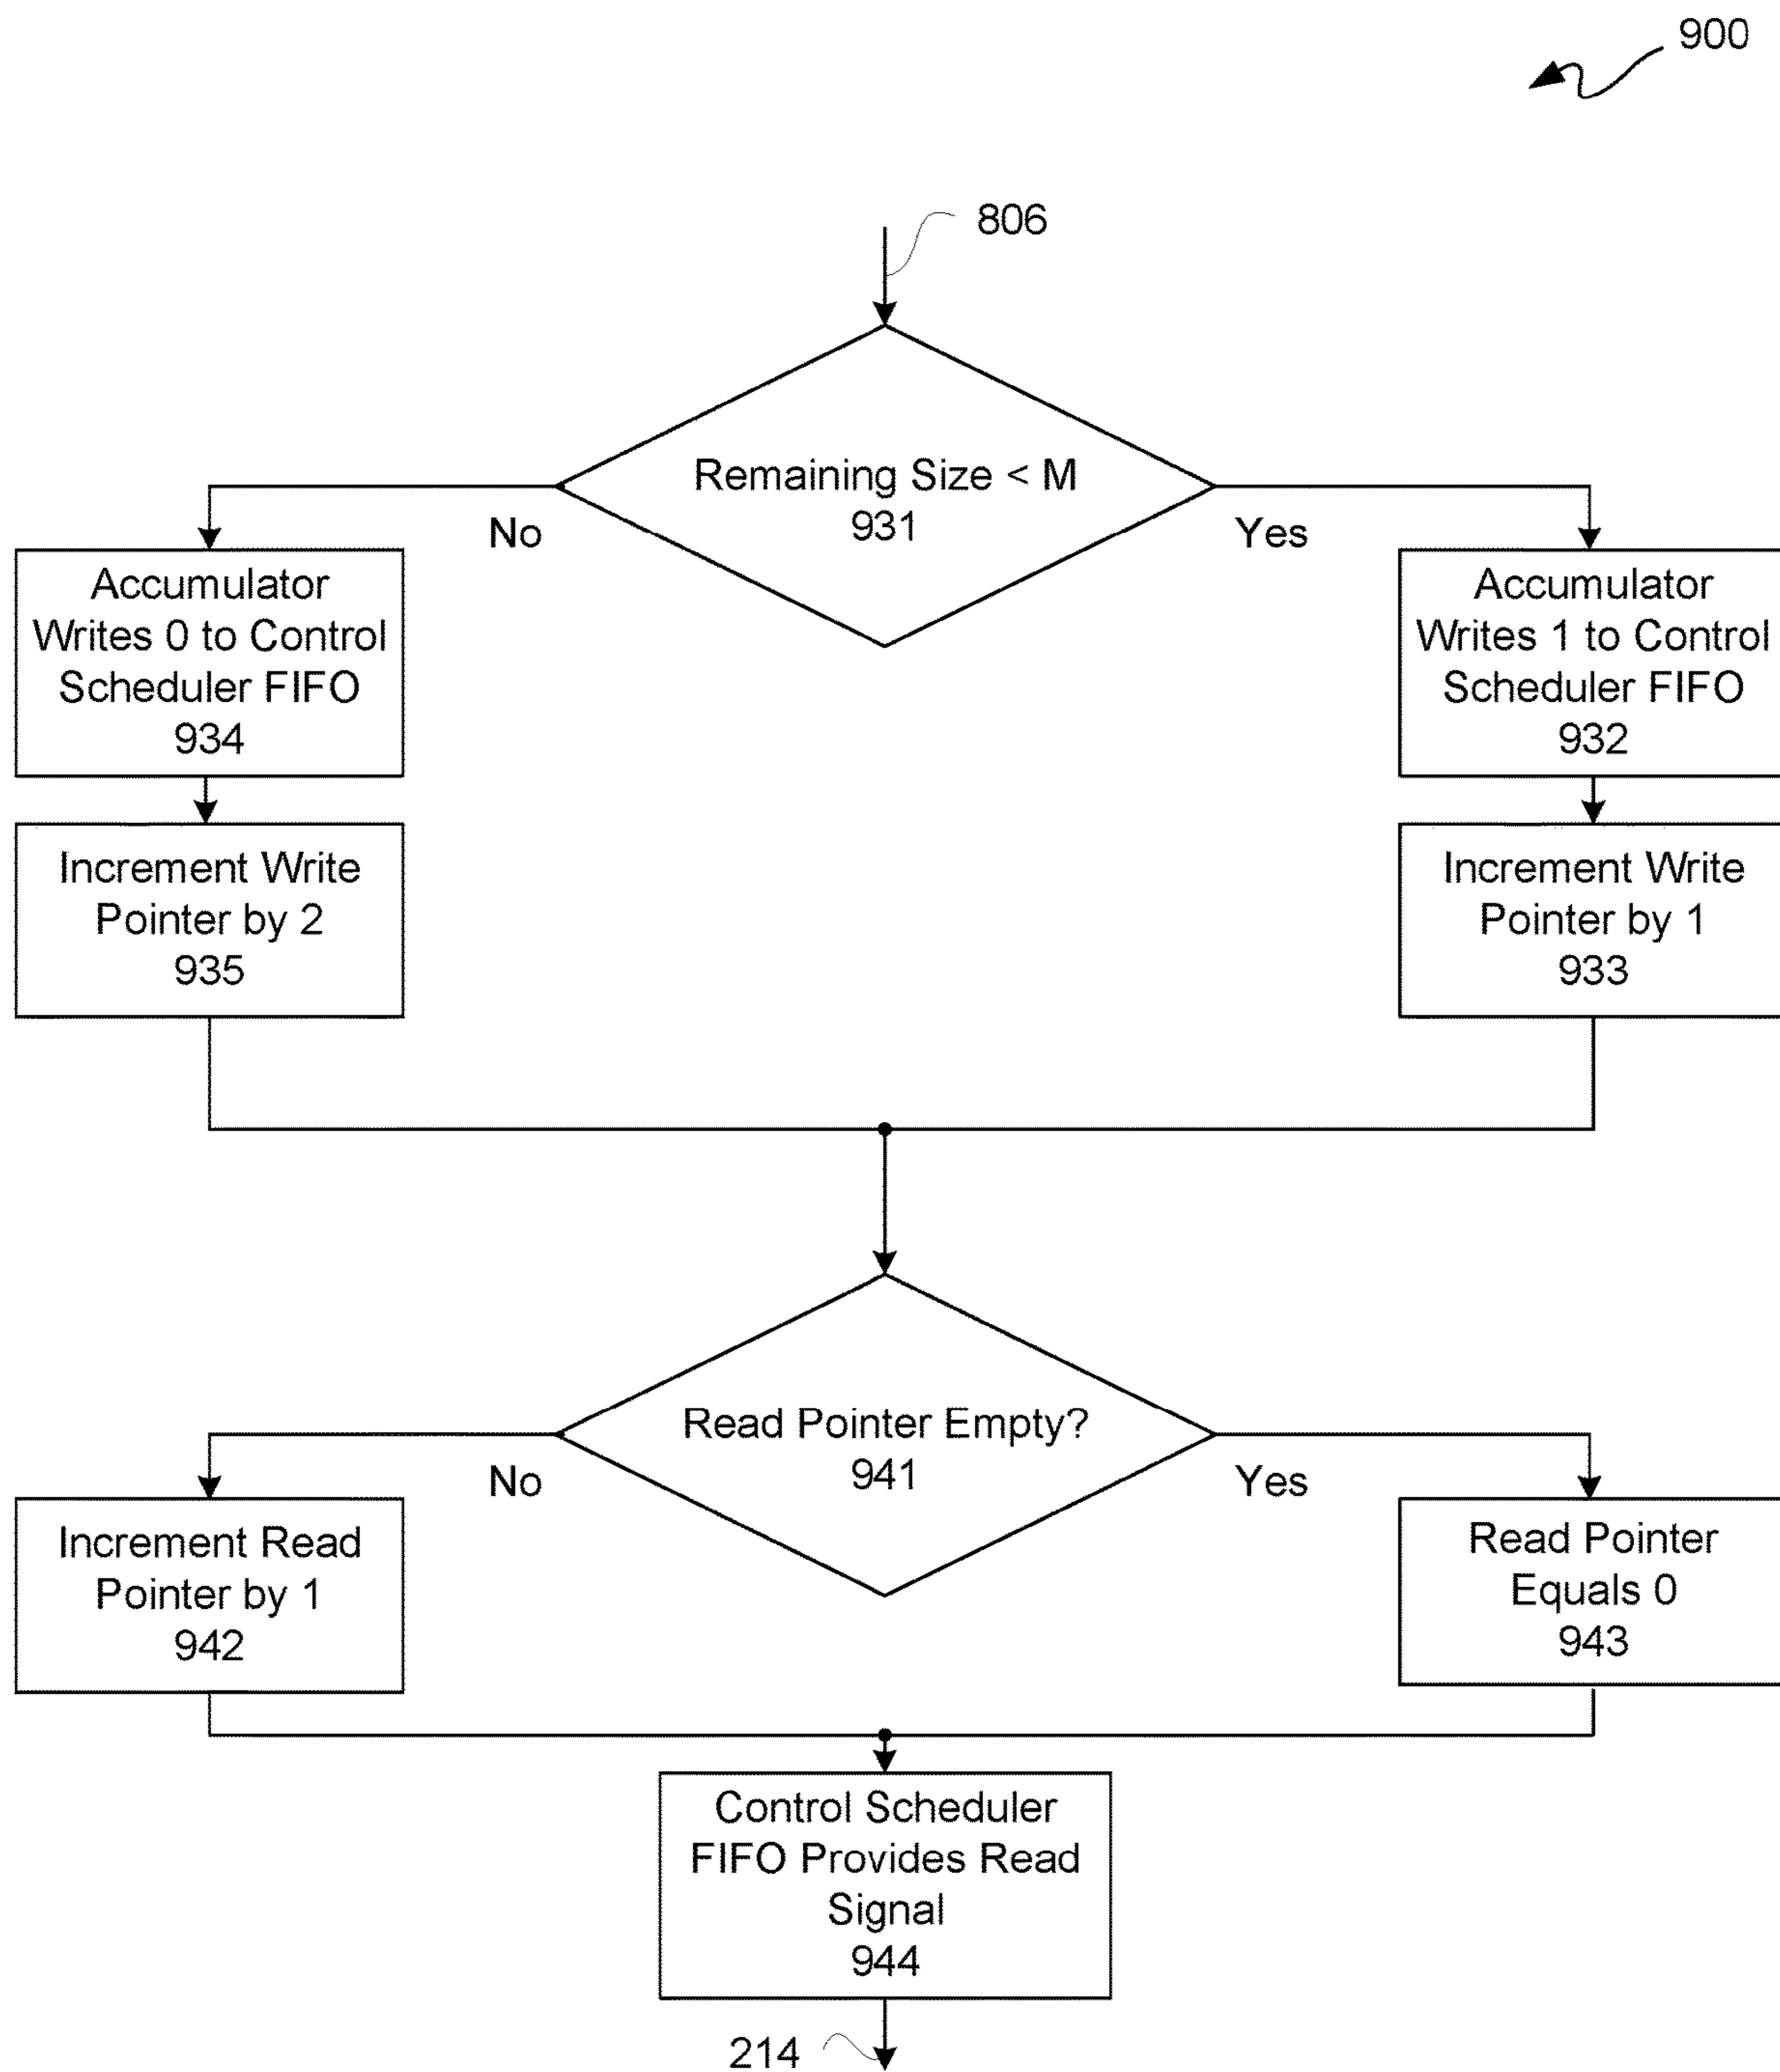 900
806
Remaining Size < M
931
No
Yes
Accumulator
Writes 0 to Control
Scheduler FIFO
934
Accumulator
Writes 1 to Control
Scheduler FIFO
932
Increment Write
Pointer by 2
935
Increment Write
Pointer by 1
933
Read Pointer Empty?
941
No
Yes
Increment Read
Pointer by 1
942
Read Pointer
Equals 0
943
Control Scheduler
FIFO Provides Read
Signal
944
214